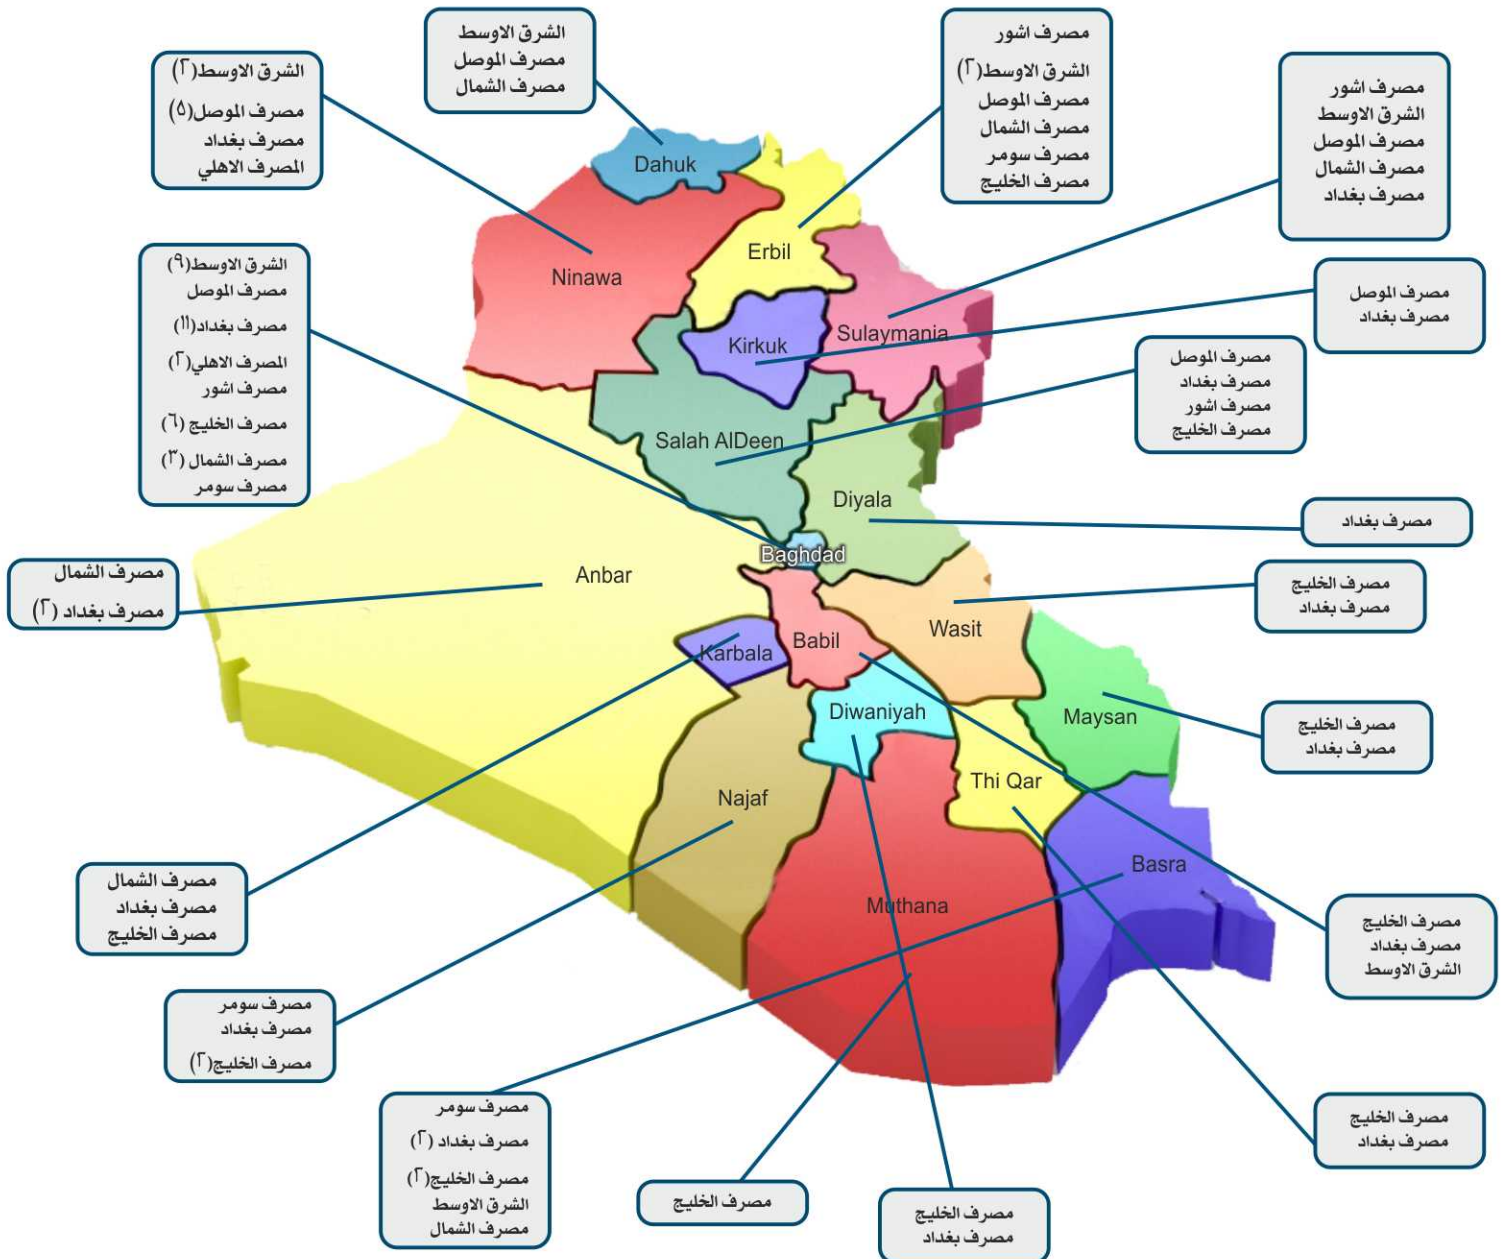 الشرق الاوسط
مصرف الموصل
مصرف الشمال
مصرف اشور
الشرق الاوسط(٢)
مصرف الموصل
مصرف الشمال
مصرف سومر
مصرف الخليج
الشرق الاوسط(٢)
مصرف الموصل(٥)
مصرف بغداد
المصرف الاهلي
مصرف اشور
الشرق الاوسط
مصرف الموصل
مصرف الشمال
مصرف بغداد
Dahuk
Erbil
Ninawa
Kirkuk
Sulaymania
الشرق الاوسط(٩)
مصرف الموصل
مصرف بغداد(١١)
المصرف الاهلي(٢)
مصرف اشور
مصرف الخليج (٦)
مصرف الشمال (٣)
مصرف سومر
مصرف الموصل
مصرف بغداد
مصرف الموصل
مصرف بغداد
مصرف اشور
مصرف الخليج
Salah AlDeen
Diyala
مصرف بغداد
Baghdad
Anbar
مصرف الشمال
مصرف بغداد (٢)
مصرف الخليج
مصرف بغداد
Wasit
Babil
Karbala
Diwaniyah
Maysan
مصرف الخليج
مصرف بغداد
Thi Qar
Najaf
Basra
Muthana
مصرف الشمال
مصرف بغداد
مصرف الخليج
مصرف الخليج
مصرف بغداد
الشرق الاوسط
مصرف سومر
مصرف بغداد
مصرف الخليج(٢)
مصرف سومر
مصرف بغداد (٢)
مصرف الخليج(٢)
الشرق الاوسط
مصرف الشمال
مصرف الخليج
مصرف الخليج
مصرف بغداد
مصرف الخليج
مصرف بغداد